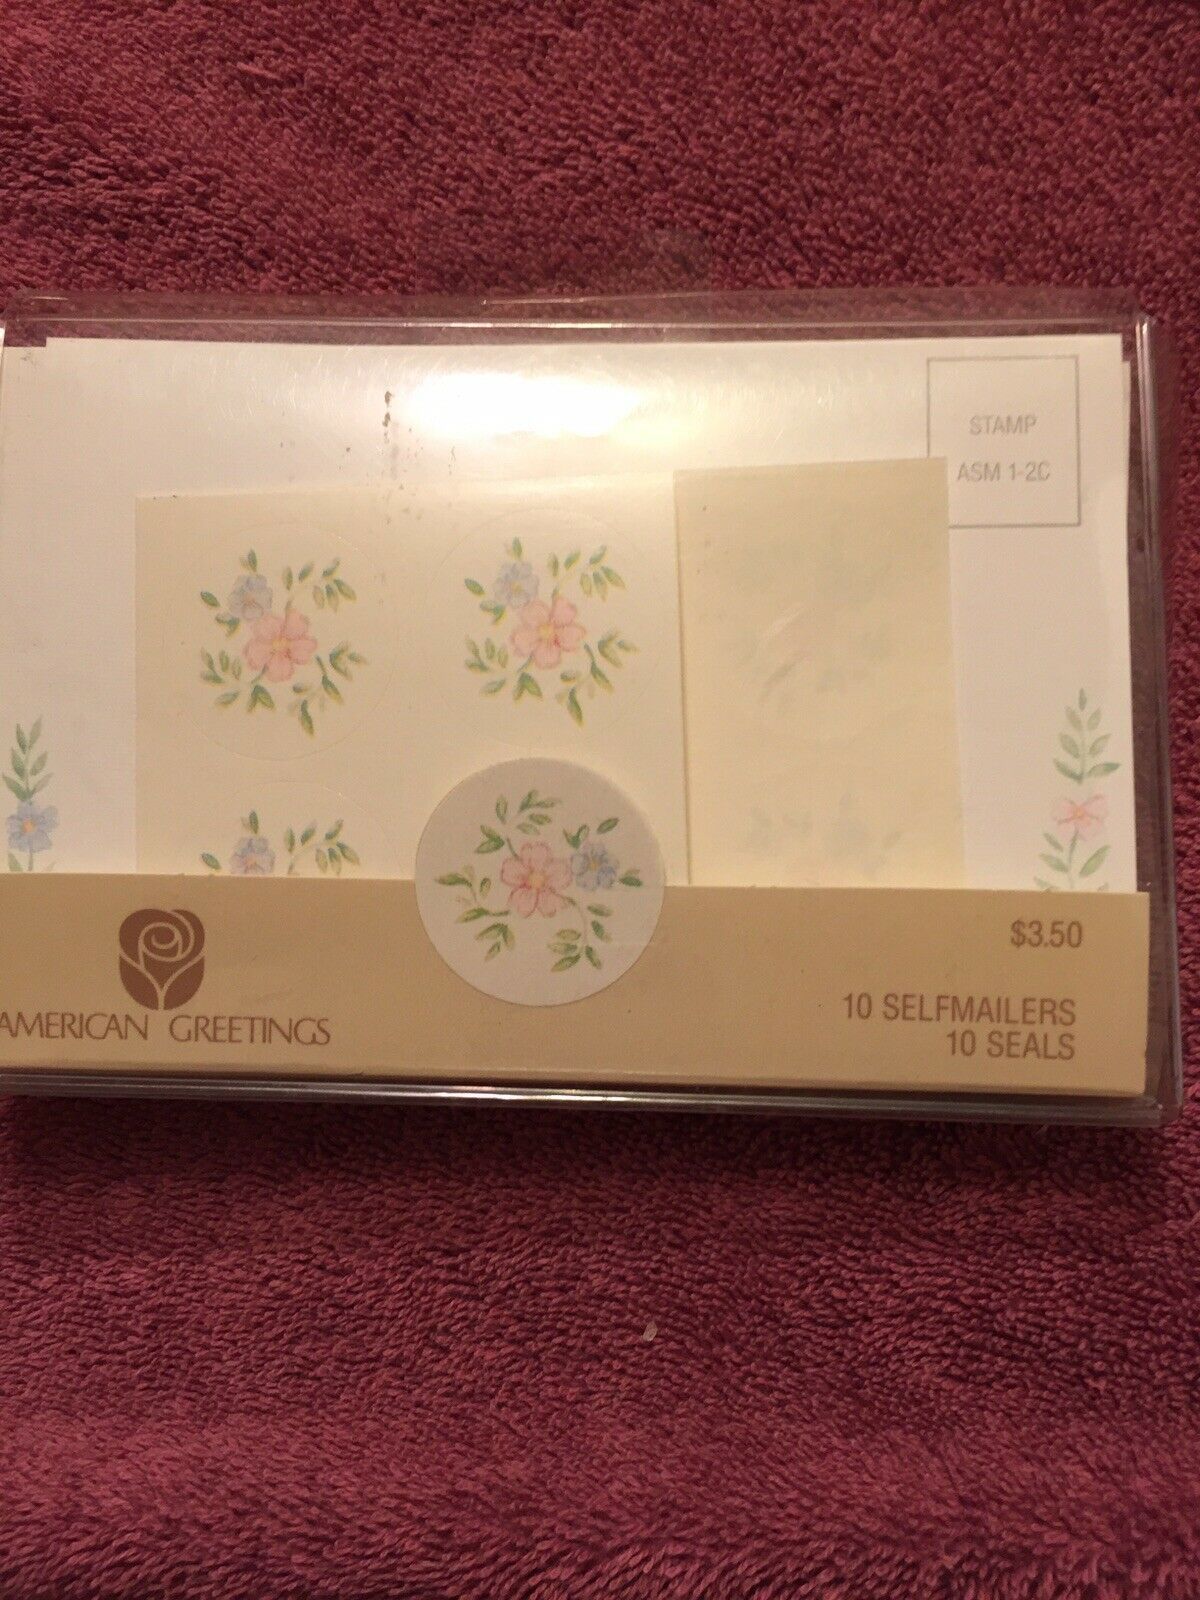 STAMP
ASM 1-2C
$3.50
AMERICAN GREETINGS
10 SELFMAILERS
10 SEALS